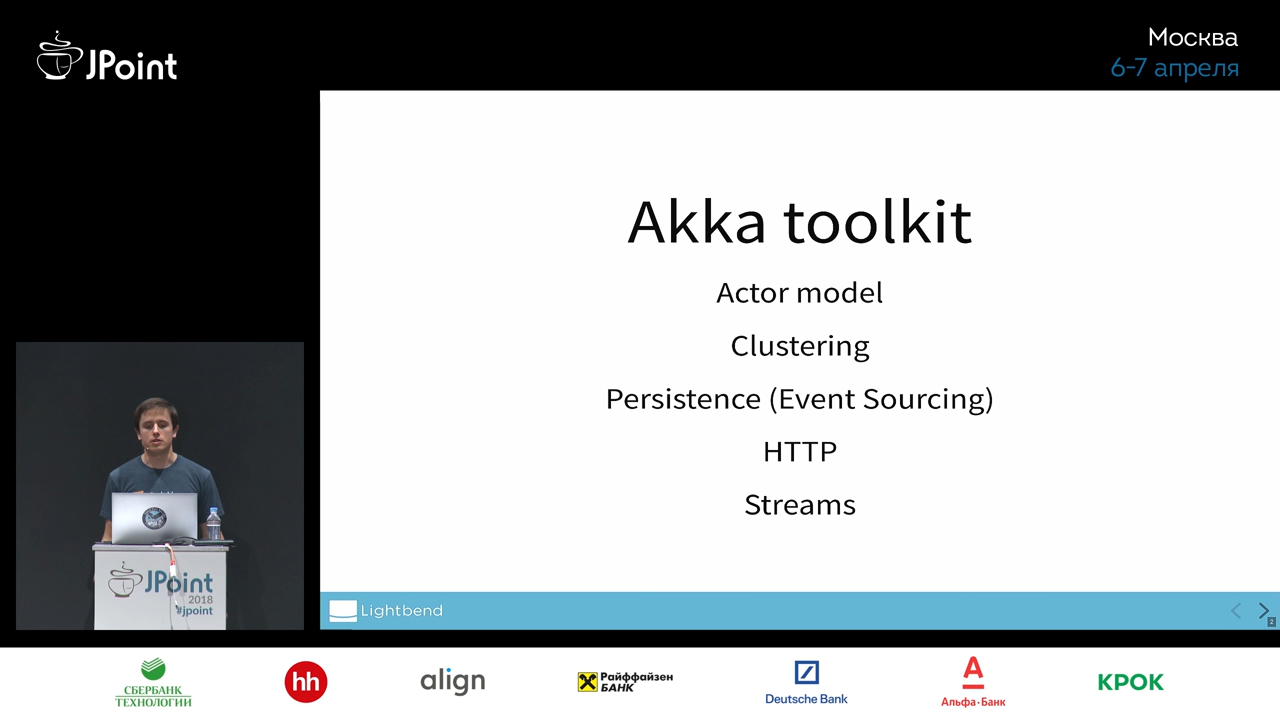 JPoint
Москва
6-7 апреля
Akka toolkit
Actor model
Clustering
Persistence (Event Sourcing)
HTTP
Streams
Lightbend
2
JPoint
2018
#jpoint
СБЕРБАНК
ТЕХНОЛОГИИ
hh
align
Райффайзен
БАНК
Deutsche Bank
А
Альфа·Банк
КРОК